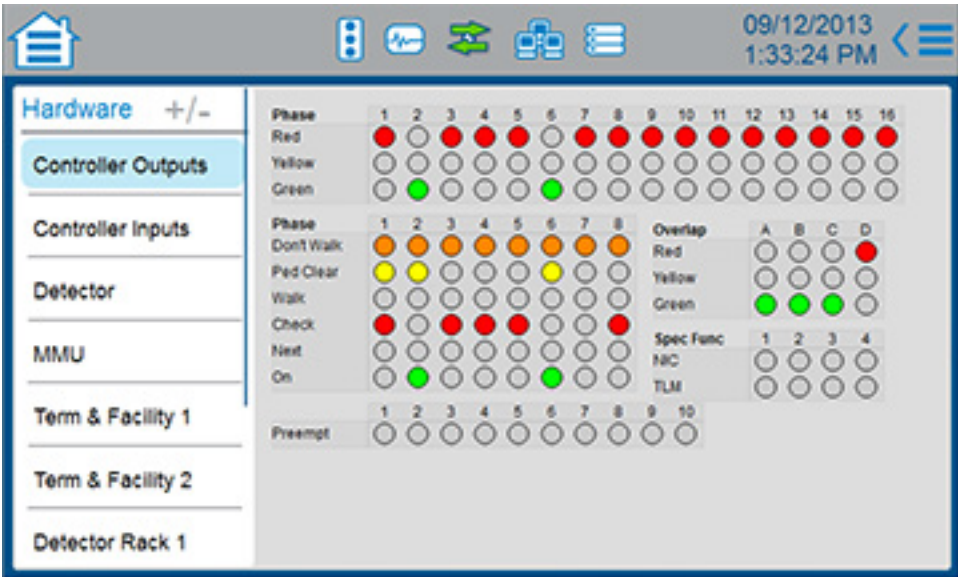 09/12/2013
1:33:24 PM
Hardware +/-
Controller Outputs
Controller Inputs
Detector
MMU
Term & Facility 1
Term & Facility 2
Detector Rack 1
Phase 1 2 3 4 5 6 7 8 9 10 11 12 13 14 15 16
Red
Yellow
Green
Phase 1 2 3 4 5 6 7 8
Don't Walk
Ped Clear
Walk
Check
Next
On
Overlap A B C D
Red
Yellow
Green
Spec Func 1 2 3 4
NIC
TLM
1 2 3 4 5 6 7 8 9 10
Preempt